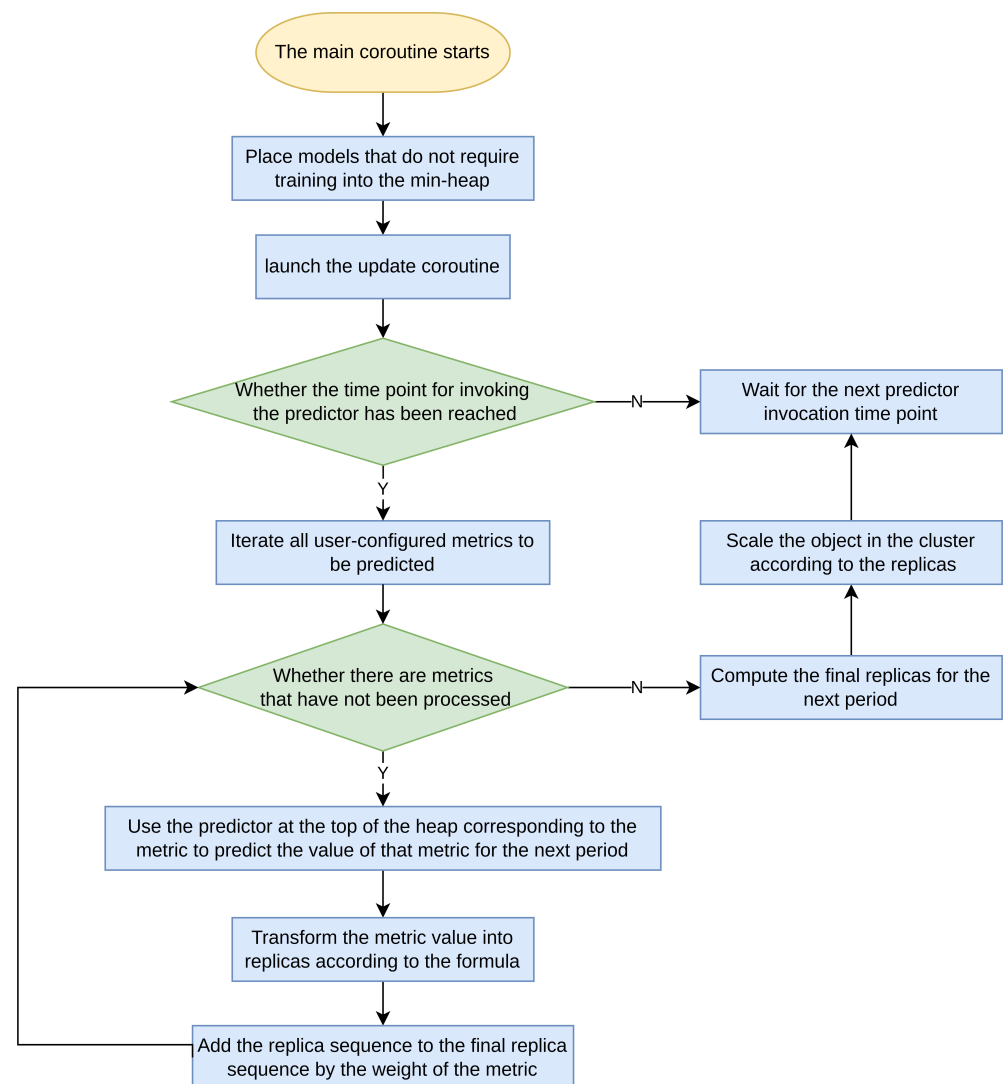 The main coroutine starts
Place models that do not require
training into the min-heap
launch the update coroutine
Whether the time point for invoking
the predictor has been reached
N
Wait for the next predictor
invocation time point
Y
Iterate all user-configured metrics to
be predicted
Scale the object in the cluster
according to the replicas
Whether there are metrics
that have not been processed
N
Compute the final replicas for the
next period
Y
Use the predictor at the top of the heap corresponding to the
metric to predict the value of that metric for the next period
Transform the metric value into
replicas according to the formula
Add the replica sequence to the final replica
sequence by the weight of the metric